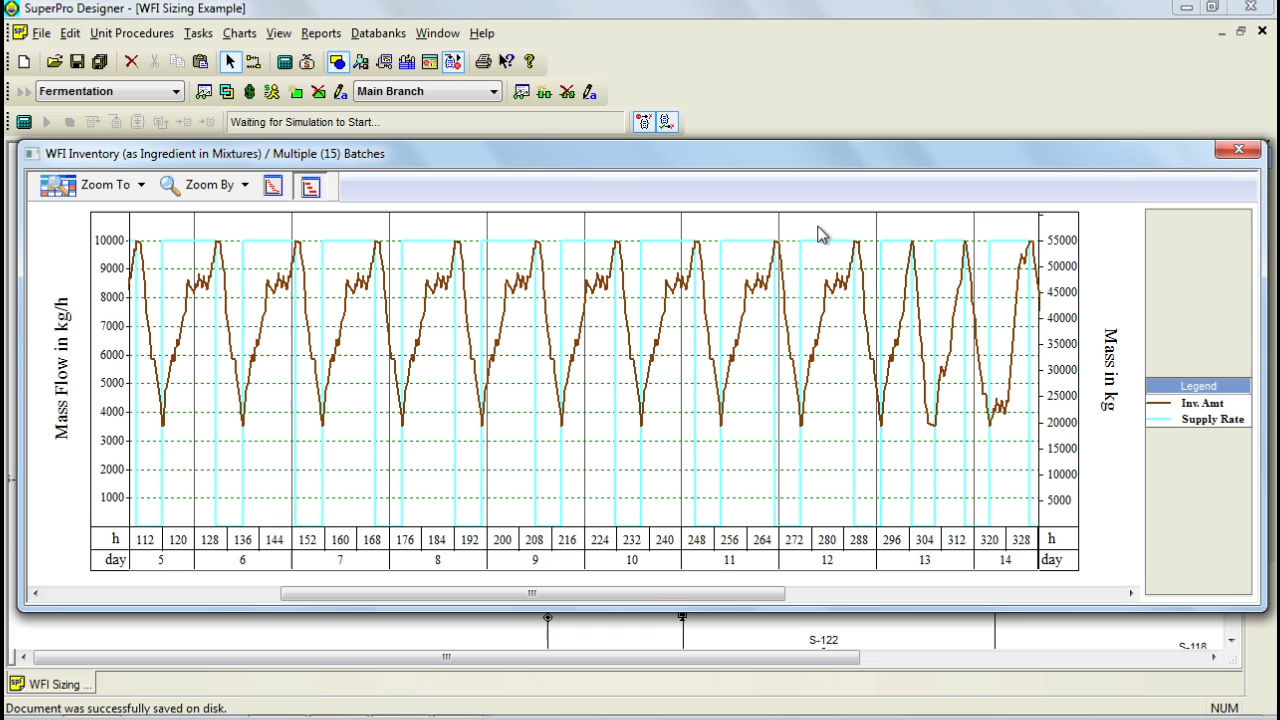 SuperPro Designer - [WFI Sizing Example]
File Edit Unit Procedures Tasks Charts View Reports Databanks Window Help
Fermentation Main Branch
Waiting for Simulation to Start...
WFI Inventory (as Ingredient in Mixtures) / Multiple (15) Batches
Zoom To Zoom By
10000 55000
9000 50000
8000 45000
7000 40000
6000 35000
5000 30000
4000 25000
3000 20000
2000 15000
1000 10000
5000
Mass Flow in kg/h
Mass in kg
Legend
Inv. Amt
Supply Rate
h 112 120 128 136 144 152 160 168 176 184 192 200 208 216 224 232 240 248 256 264 272 280 288 296 304 312 320 328 h
day 5 6 7 8 9 10 11 12 13 14 day
S-122
WFI Sizing ...
Document was successfully saved on disk. NUM